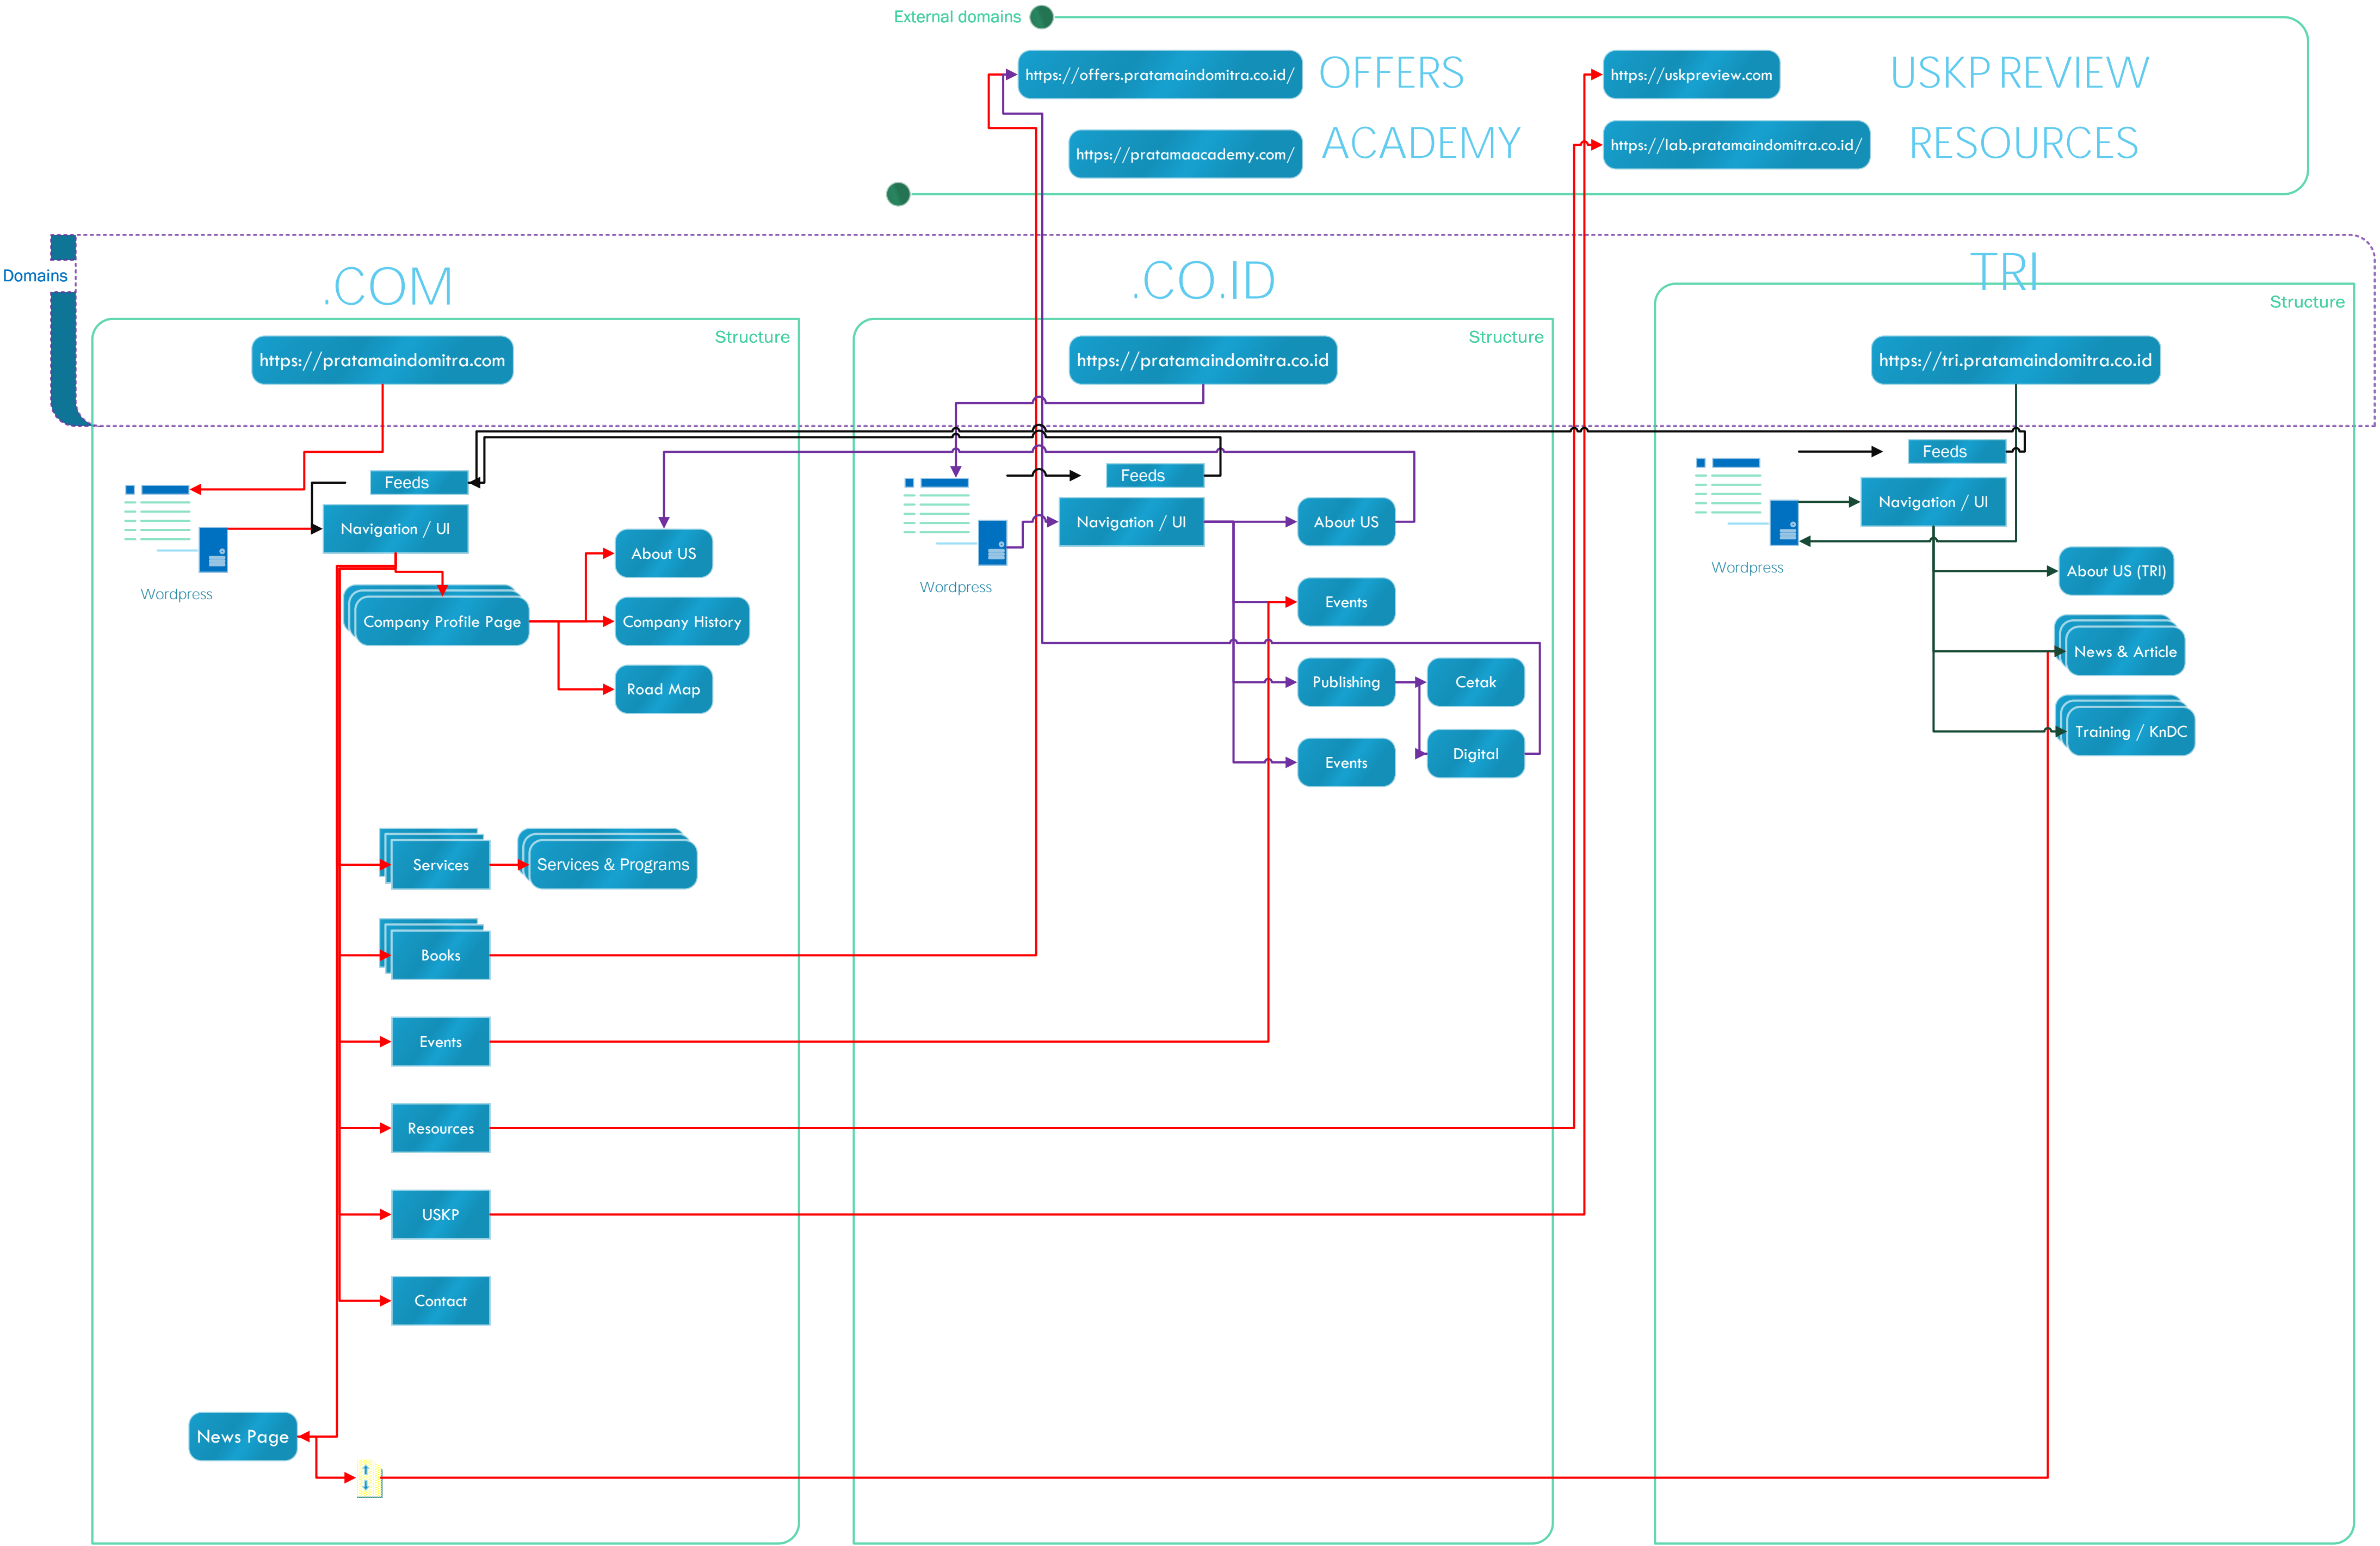 External domains
https://offers.pratamaindomitra.co.id/
OFFERS
https://uskpreview.com
USKP REVIEW
https://pratamaacademy.com/
ACADEMY
https://lab.pratamaindomitra.co.id/
RESOURCES
Domains
.COM
Structure
https://pratamaindomitra.com
Feeds
Navigation / UI
Wordpress
Company Profile Page
About US
Company History
Road Map
Services
Services & Programs
Books
Events
Resources
USKP
Contact
News Page
.CO.ID
Structure
https://pratamaindomitra.co.id
Feeds
Navigation / UI
Wordpress
About US
Events
Publishing
Cetak
Digital
Events
TRI
Structure
https://tri.pratamaindomitra.co.id
Feeds
Navigation / UI
Wordpress
About US (TRI)
News & Article
Training / KnDC